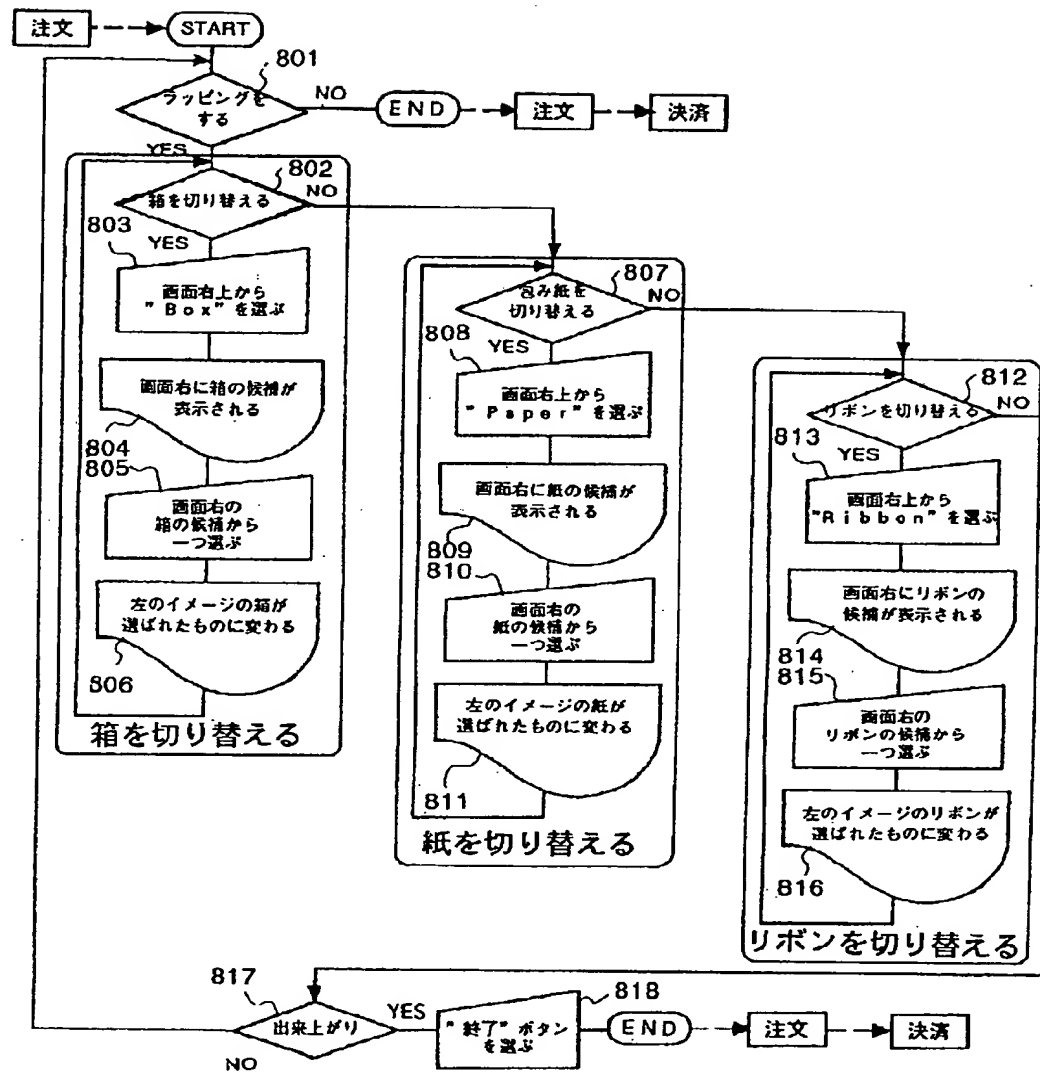 注文
START
801
ラッピングを
する
NO
END
注文
決済
YES
802
箱を切り替える
NO
803
YES
画面右上から
"Box"を選ぶ
画面右に箱の候補が
表示される
804
805
画面右の
箱の候補から
一つ選ぶ
左のイメージの箱が
選ばれたものに変わる
806
箱を切り替える
807
包み紙を
切り替える
NO
808
YES
画面右上から
"Paper"を選ぶ
画面右に紙の候補が
表示される
809
810
画面右の
紙の候補から
一つ選ぶ
左のイメージの紙が
選ばれたものに変わる
811
紙を切り替える
812
リボンを切り替える
NO
813
YES
画面右上から
"Ribbon"を選ぶ
画面右にリボンの
候補が表示される
814
815
画面右の
リボンの候補から
一つ選ぶ
左のイメージのリボンが
選ばれたものに変わる
816
リボンを切り替える
817
出来上がり
YES
NO
818
"終了"ボタン
を選ぶ
END
注文
決済